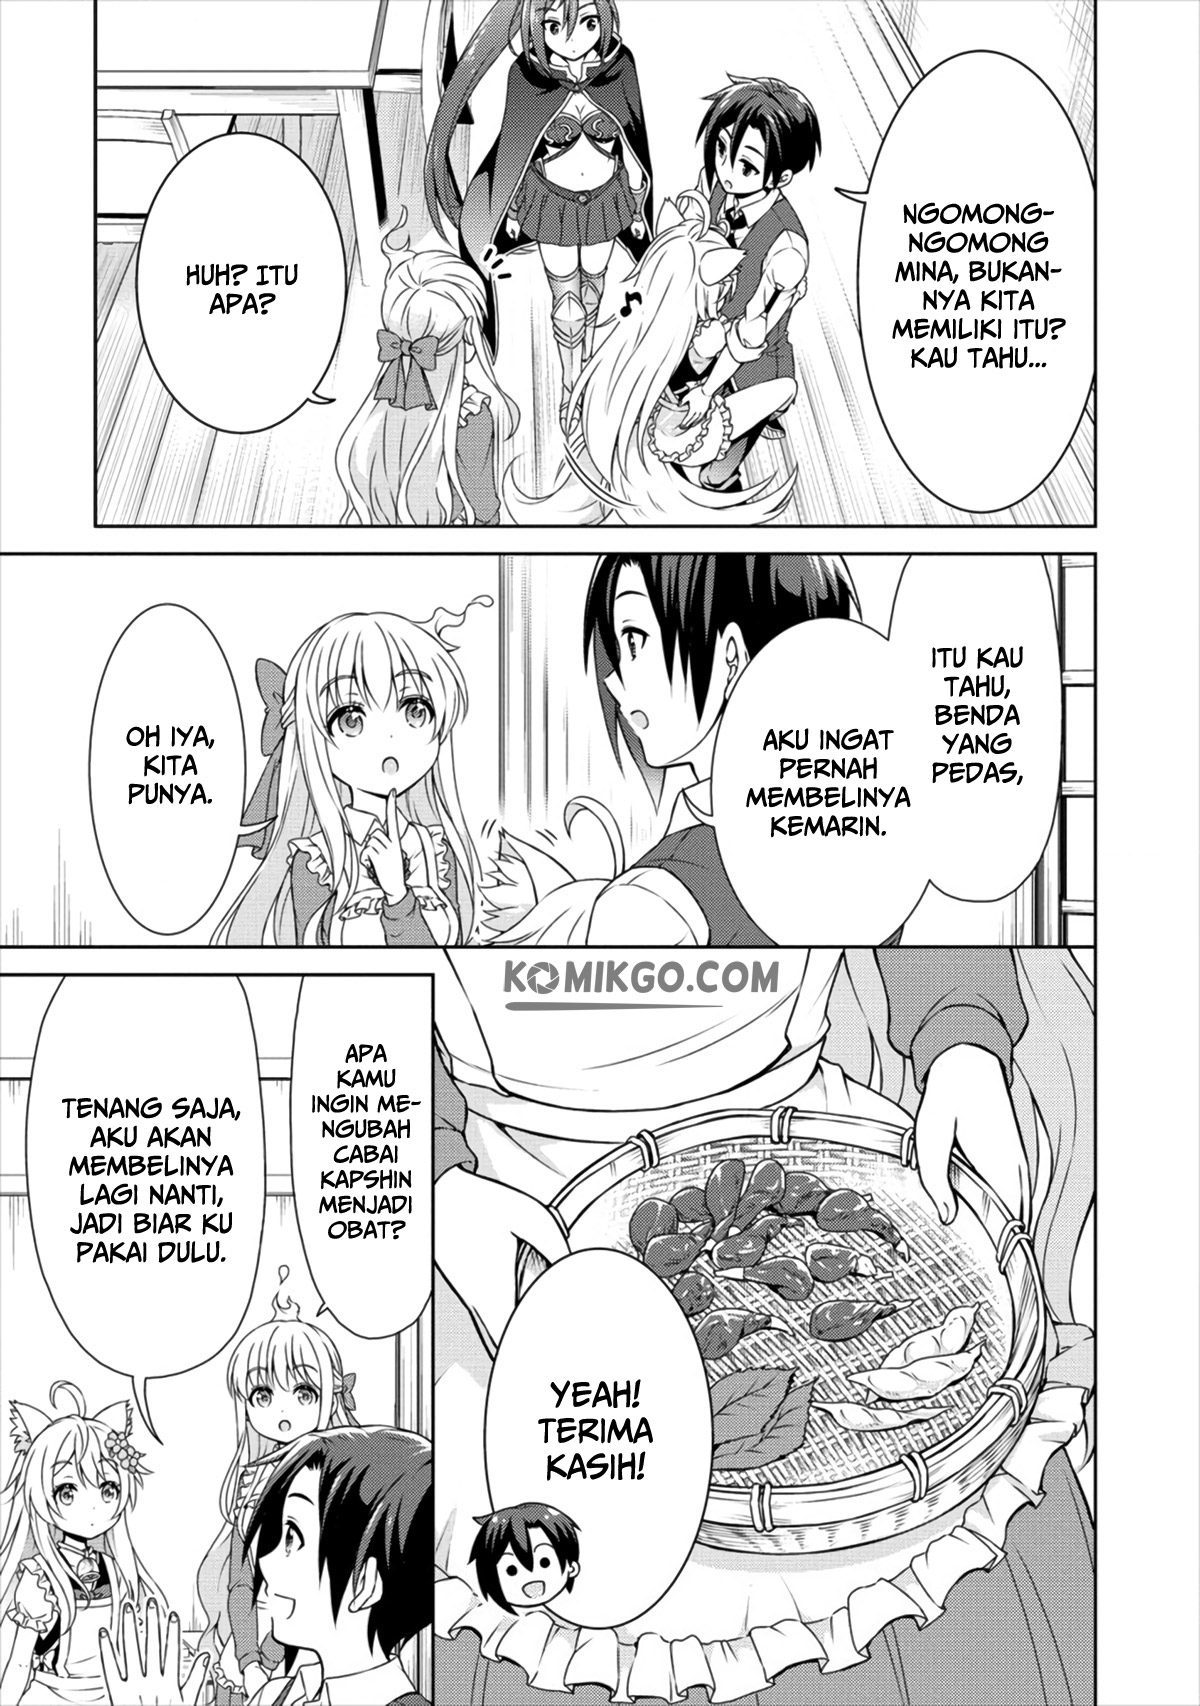 NGOMONG-
NGOMONG
MINA, BUKAN-
NYA KITA
MEMILIKI ITU?
KAU TAHU...
HUH? ITU
APA?
ITU KAU
TAHU,
BENDA
YANG
PEDAS,
AKU INGAT
PERNAH
MEMBELINYA
KEMARIN.
OH IYA,
KITA
PUNYA.
KOMIKGO.COM
YEAH!
TERIMA
KASIH!
APA
KAMU
INGIN ME-
NGUBAH
CABAI
KAPSHIN
MENJADI
OBAT?
TENANG SAJA,
AKU AKAN
MEMBELINYA
LAGI NANTI,
JADI BIAR KU
PAKAI DULU.